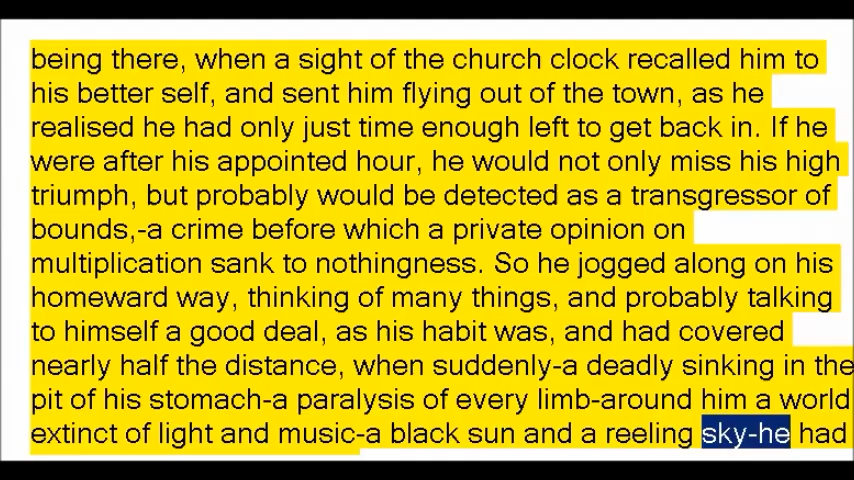 being there, when a sight of the church clock recalled him to
his better self, and sent him flying out of the town, as he
realised he had only just time enough left to get back in. If he
were after his appointed hour, he would not only miss his high
triumph, but probably would be detected as a transgressor of
bounds,-a crime before which a private opinion on
multiplication sank to nothingness. So he jogged along on his
homeward way, thinking of many things, and probably talking
to himself a good deal, as his habit was, and had covered
nearly half the distance, when suddenly-a deadly sinking in the
pit of his stomach-a paralysis of every limb-around him a world
extinct of light and music-a black sun and a reeling sky-he had